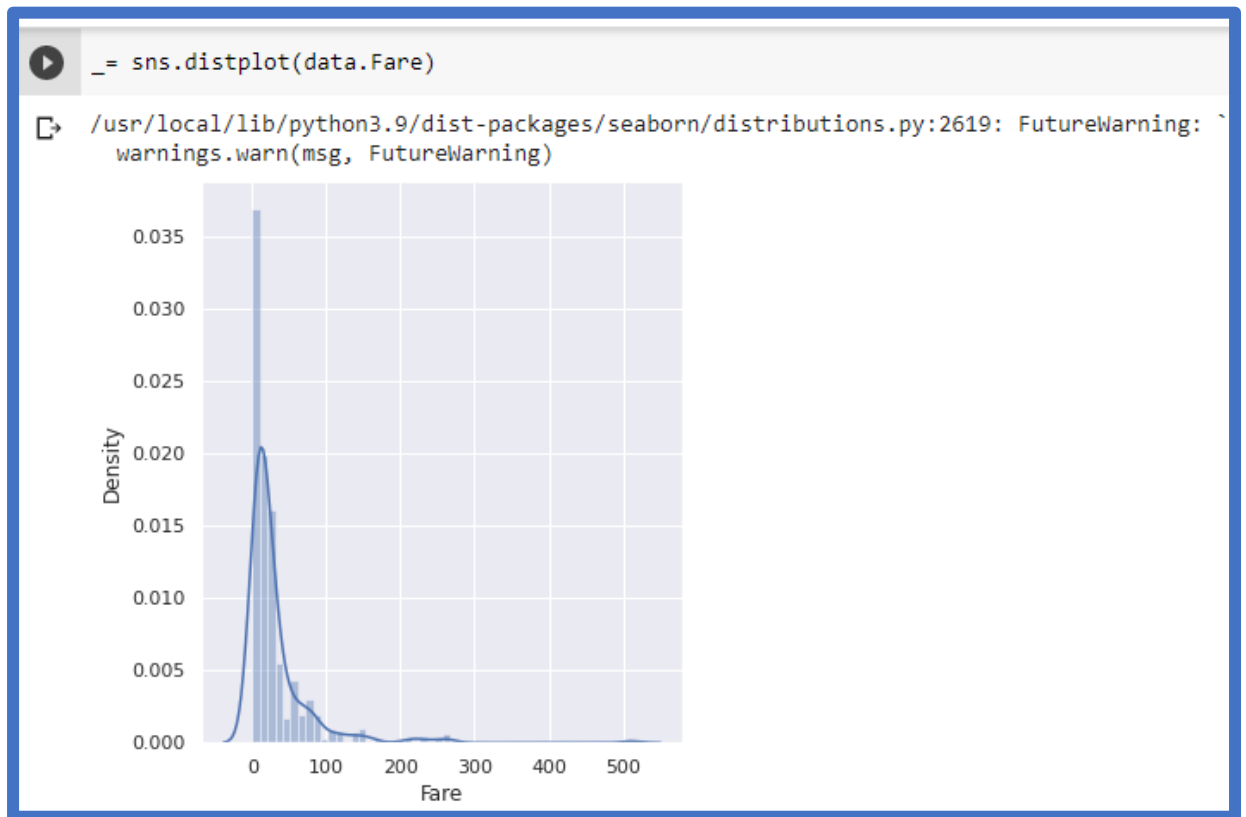 _= sns.distplot(data.Fare)
/usr/local/lib/python3.9/dist-packages/seaborn/distributions.py:2619: FutureWarning: `
warnings.warn(msg, FutureWarning)
0.035
0.030
0.025
0.020
0.015
0.010
0.005
0.000
Density
0 100 200 300 400 500
Fare